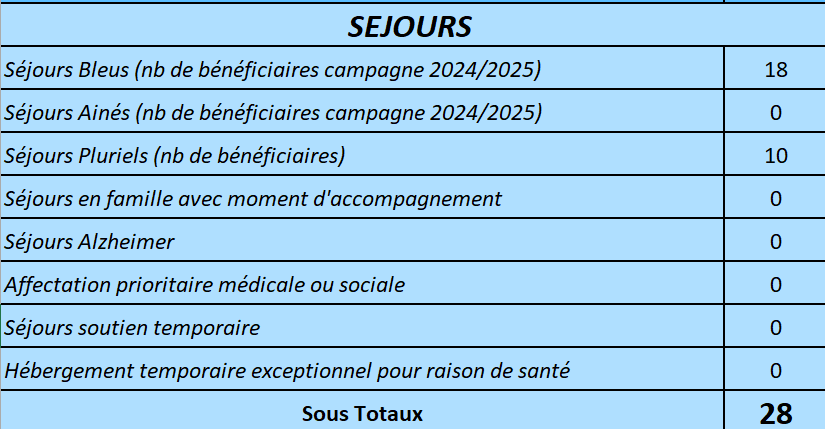 SEJOURS
Séjours Bleus (nb de bénéficiaires campagne 2024/2025) 18
Séjours Ainés (nb de bénéficiaires campagne 2024/2025) 0
Séjours Pluriels (nb de bénéficiaires) 10
Séjours en famille avec moment d'accompagnement 0
Séjours Alzheimer 0
Affectation prioritaire médicale ou sociale 0
Séjours soutien temporaire 0
Hébergement temporaire exceptionnel pour raison de santé 0
Sous Totaux 28